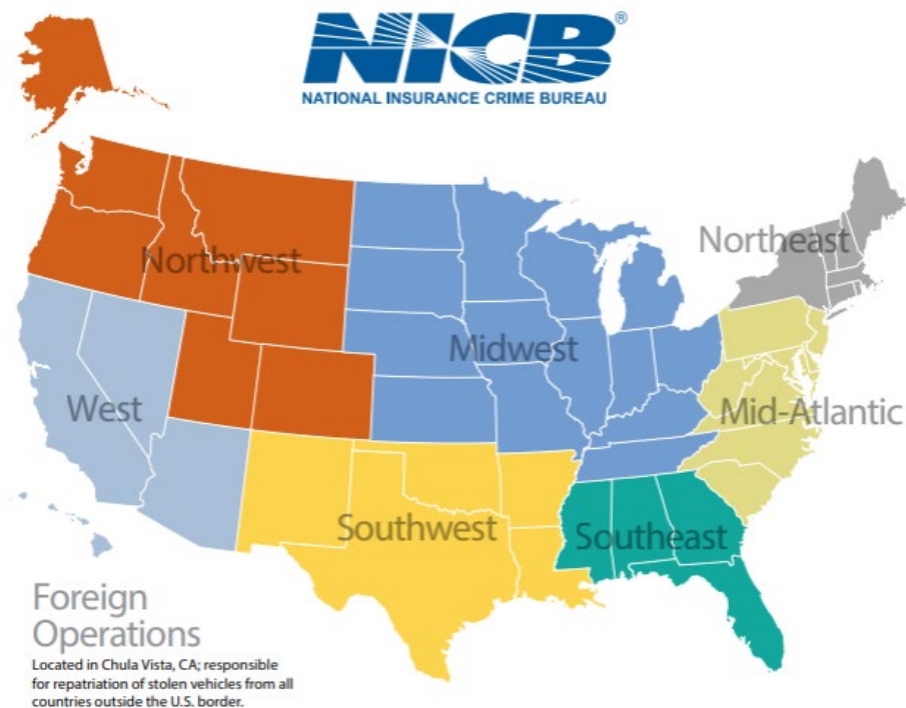 NICB®
NATIONAL INSURANCE CRIME BUREAU
Northeast
Northwest
Midwest
West
Mid-Atlantic
Southwest
Southeast
Foreign
Operations
Located in Chula Vista, CA; responsible
for repatriation of stolen vehicles from all
countries outside the U.S. border.